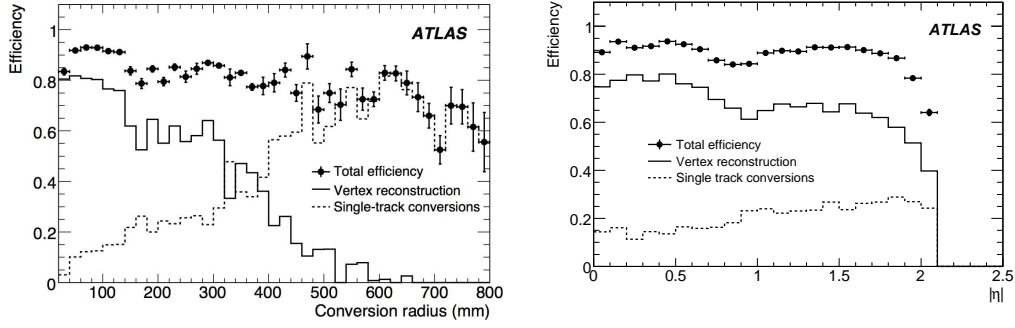 Efficiency
ATLAS
1
0.8
0.6
0.4
0.2
0
Total efficiency
Vertex reconstruction
Single-track conversions
100 200 300 400 500 600 700 800
Conversion radius (mm)
Efficiency
ATLAS
1
0.8
0.6
0.4
0.2
0
Total efficiency
Vertex reconstruction
Single track conversions
0 0.5 1 1.5 2 2.5
|η|